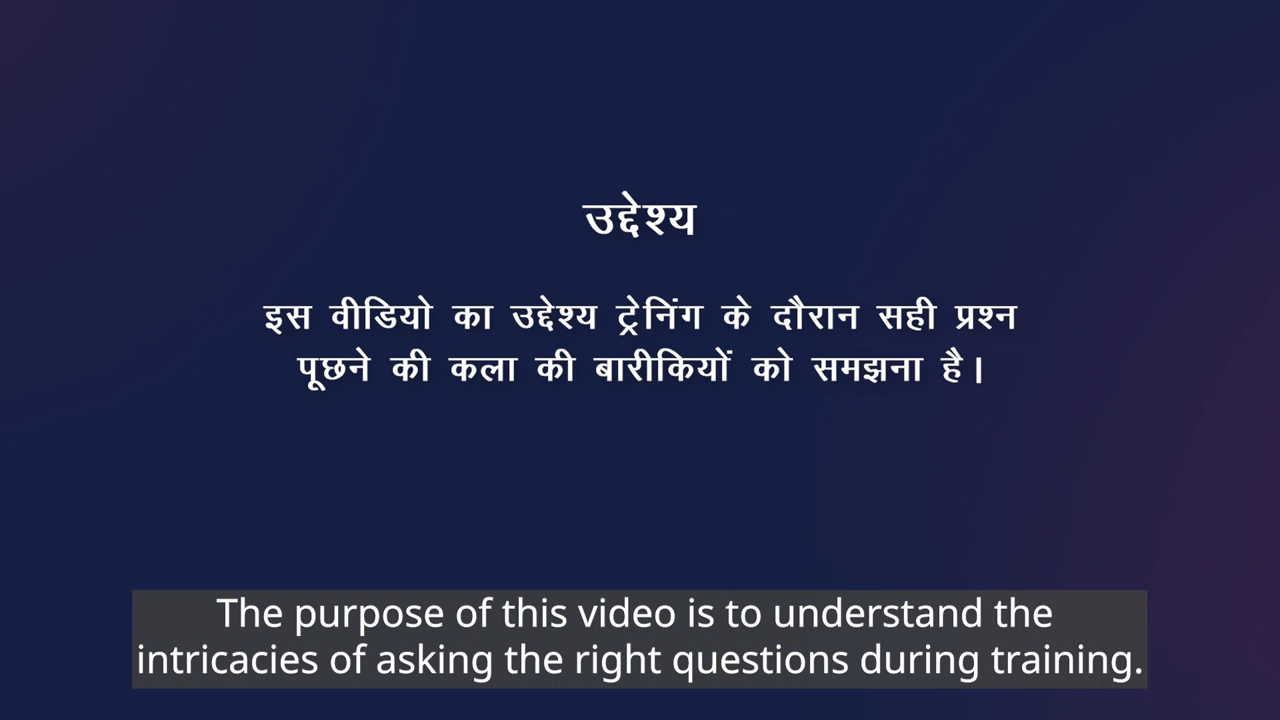 उद्देश्य
इस वीडियो का उद्देश्य ट्रेनिंग के दौरान सही प्रश्न
पूछने की कला की बारीकियों को समझना है।
The purpose of this video is to understand the
intricacies of asking the right questions during training.